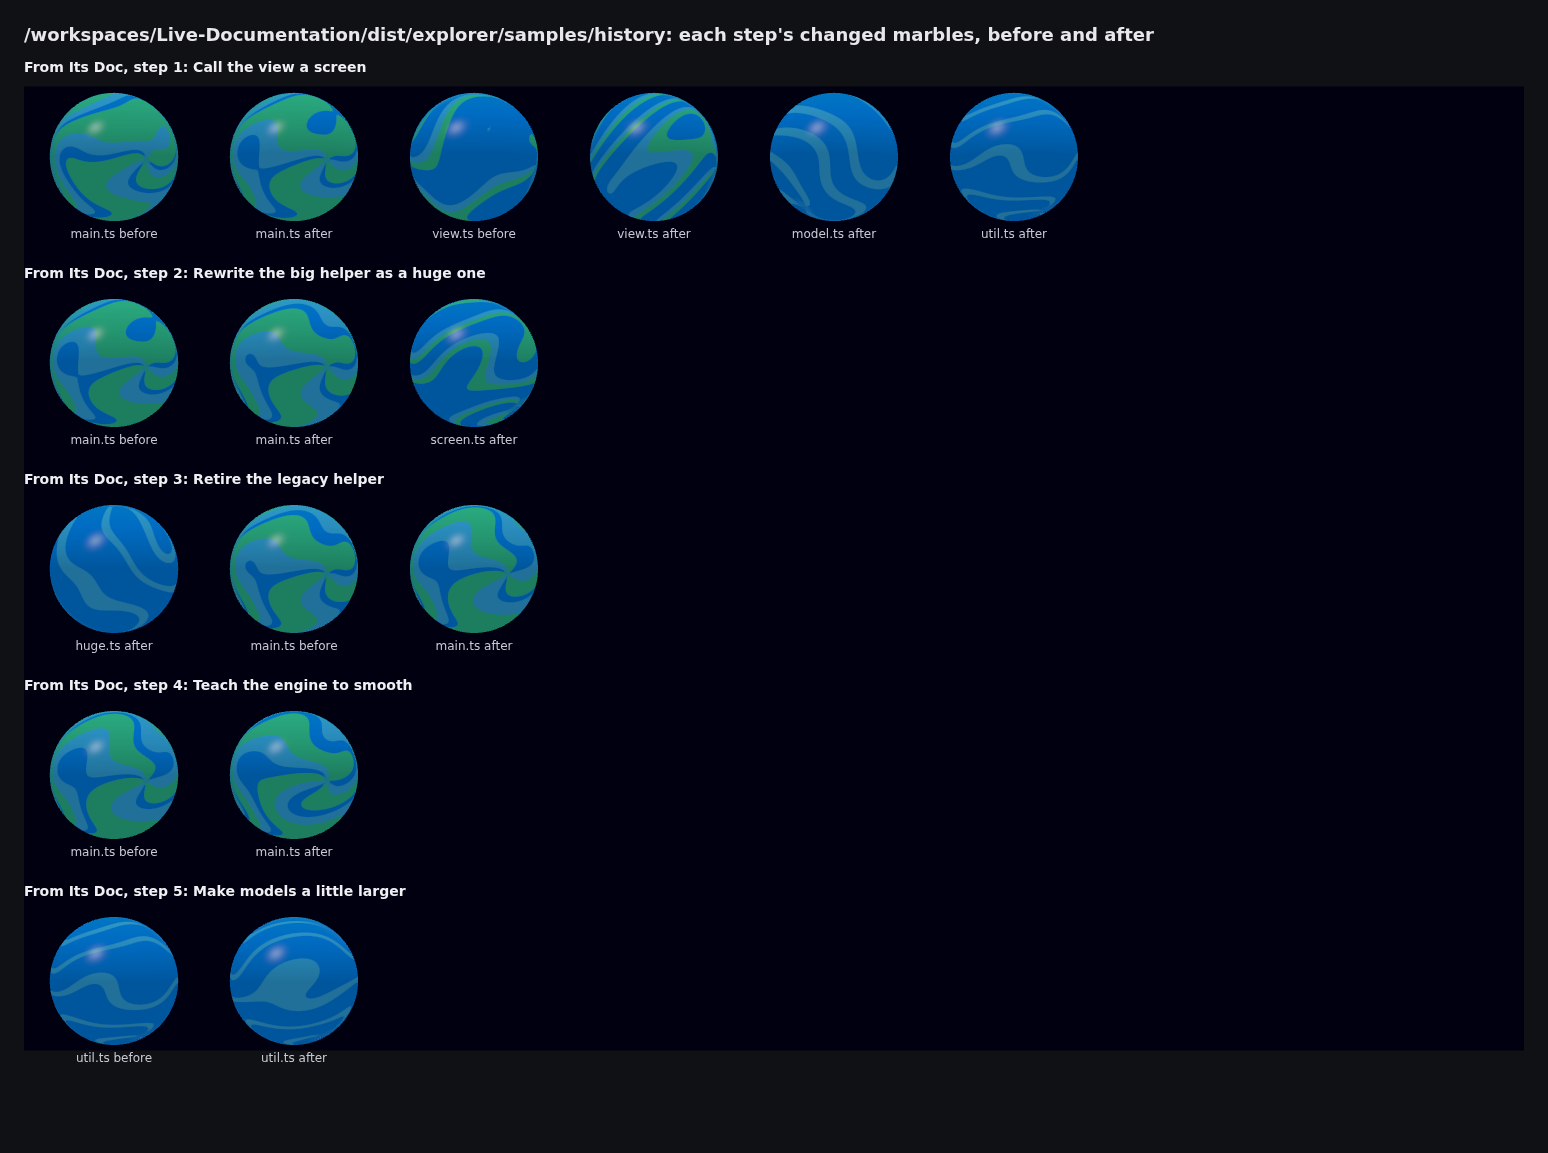 /workspaces/Live-Documentation/dist/explorer/samples/history: each step's changed marbles, before and after
From Its Doc, step 1: Call the view a screen
main.ts before
main.ts after
view.ts before
view.ts after
model.ts after
util.ts after
From Its Doc, step 2: Rewrite the big helper as a huge one
main.ts before
main.ts after
screen.ts after
From Its Doc, step 3: Retire the legacy helper
huge.ts after
main.ts before
main.ts after
From Its Doc, step 4: Teach the engine to smooth
main.ts before
main.ts after
From Its Doc, step 5: Make models a little larger
util.ts before
util.ts after